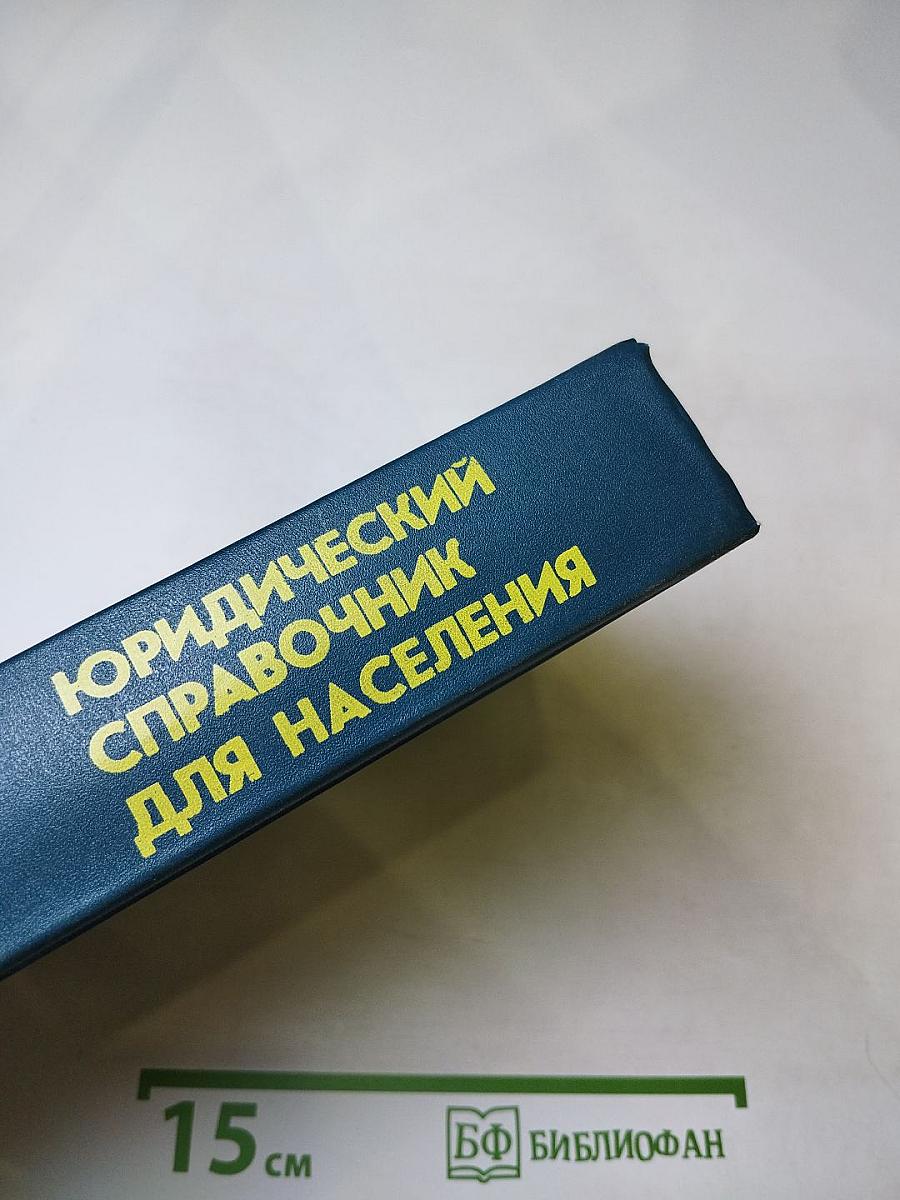 ЮРИДИЧЕСКИЙ
СПРАВОЧНИК
ДЛЯ НАСЕЛЕНИЯ
15 см
БФ БИБЛИОФАН